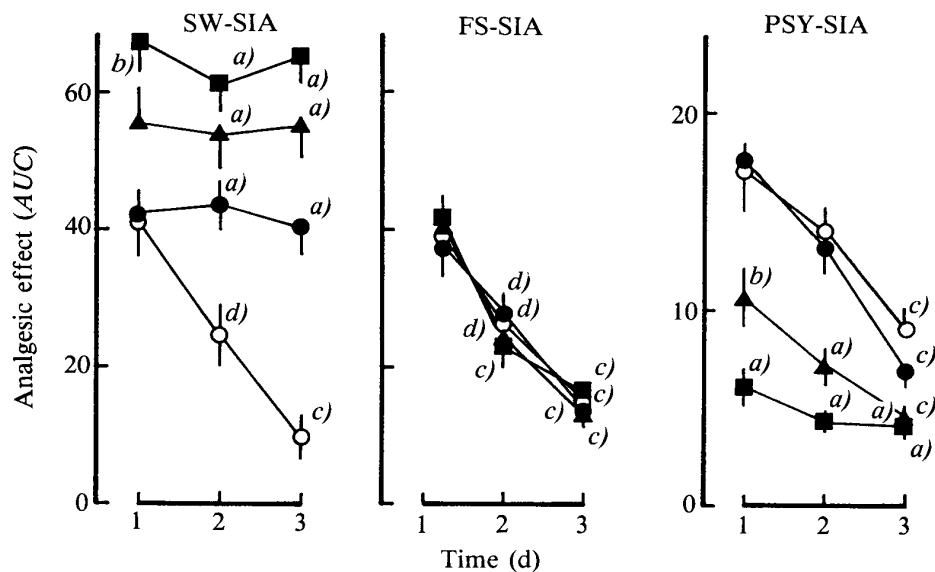 SW-SIA
FS-SIA
PSY-SIA
Analgesic effect (AUC)
60
40
20
0
b)
a)
a)
a)
a)
a)
a)
d)
c)
1 2 3
d)
d)
d)
c)
c)
c)
c)
c)
1 2 3
20
10
0
b)
a)
a)
a)
a)
c)
c)
a)
1 2 3
Time (d)